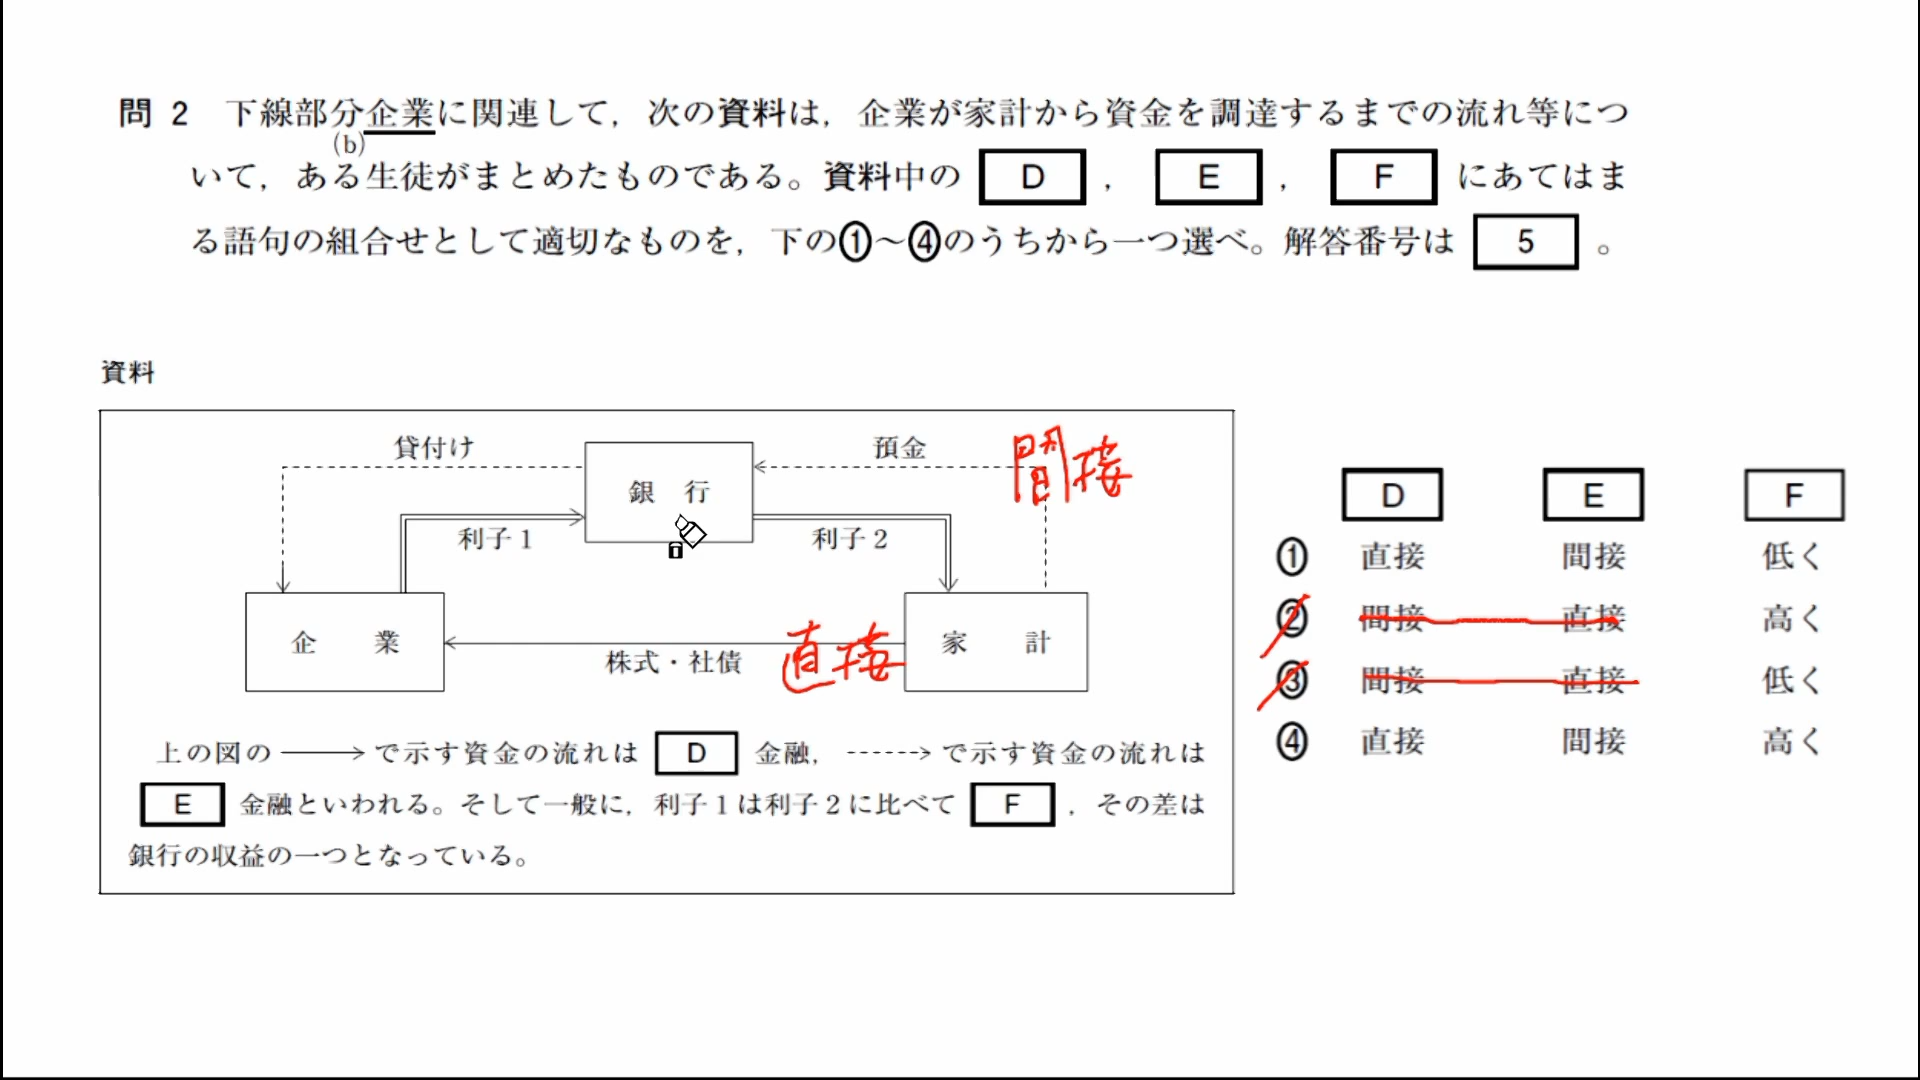 問 2 下線部分企業に関連して，次の資料は，企業が家計から資金を調達するまでの流れ等につ
(b)
いて，ある生徒がまとめたものである。資料中の D ， E ， F にあてはま
る語句の組合せとして適切なものを，下の①～④のうちから一つ選べ。解答番号は 5 。
資料
貸付け
預金
間接
銀 行
利子1
利子2
企 業
株式・社債
直接
家 計
上の図の ───→ で示す資金の流れは D 金融， -----→ で示す資金の流れは
E 金融といわれる。そして一般に，利子1は利子2に比べて F ，その差は
銀行の収益の一つとなっている。
D E F
① 直接 間接 低く
② 間接 直接 高く
③ 間接 直接 低く
④ 直接 間接 高く